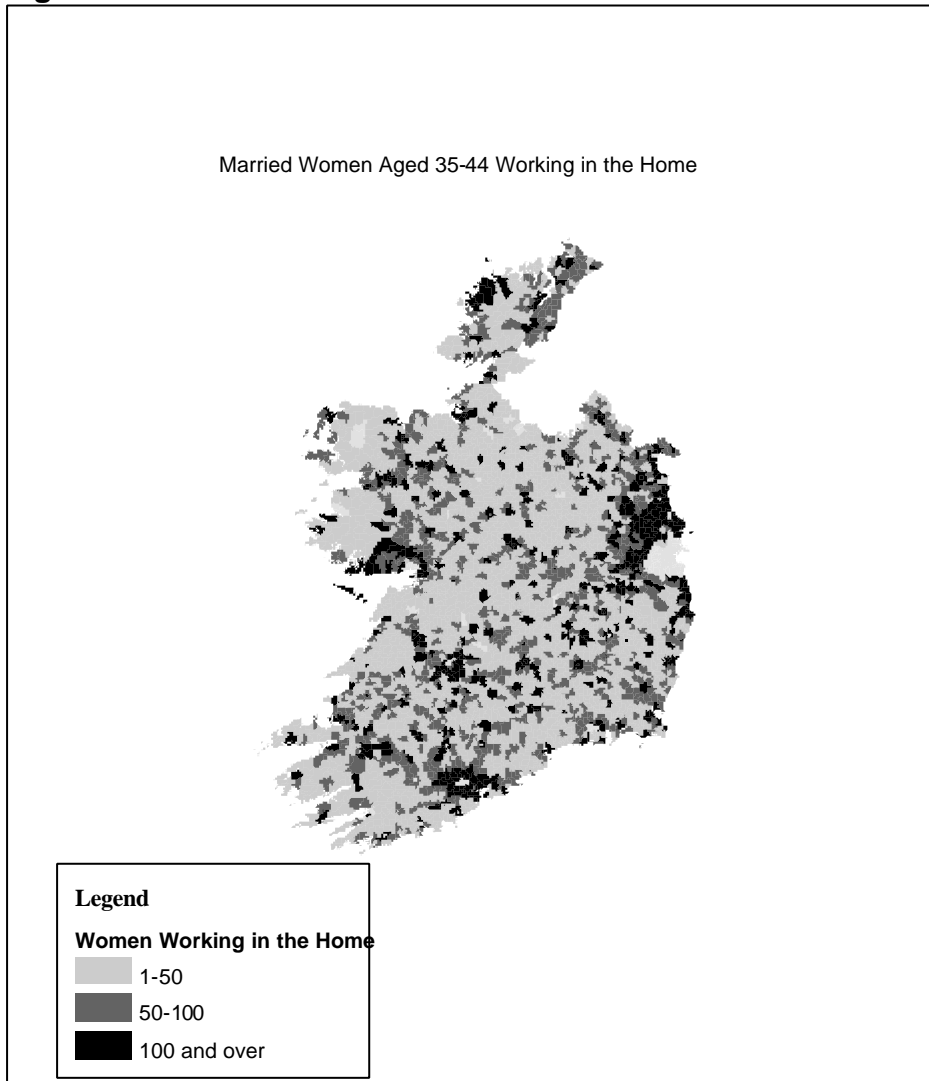 Married Women Aged 35-44 Working in the Home
Legend
Women Working in the Home
1-50
50-100
100 and over